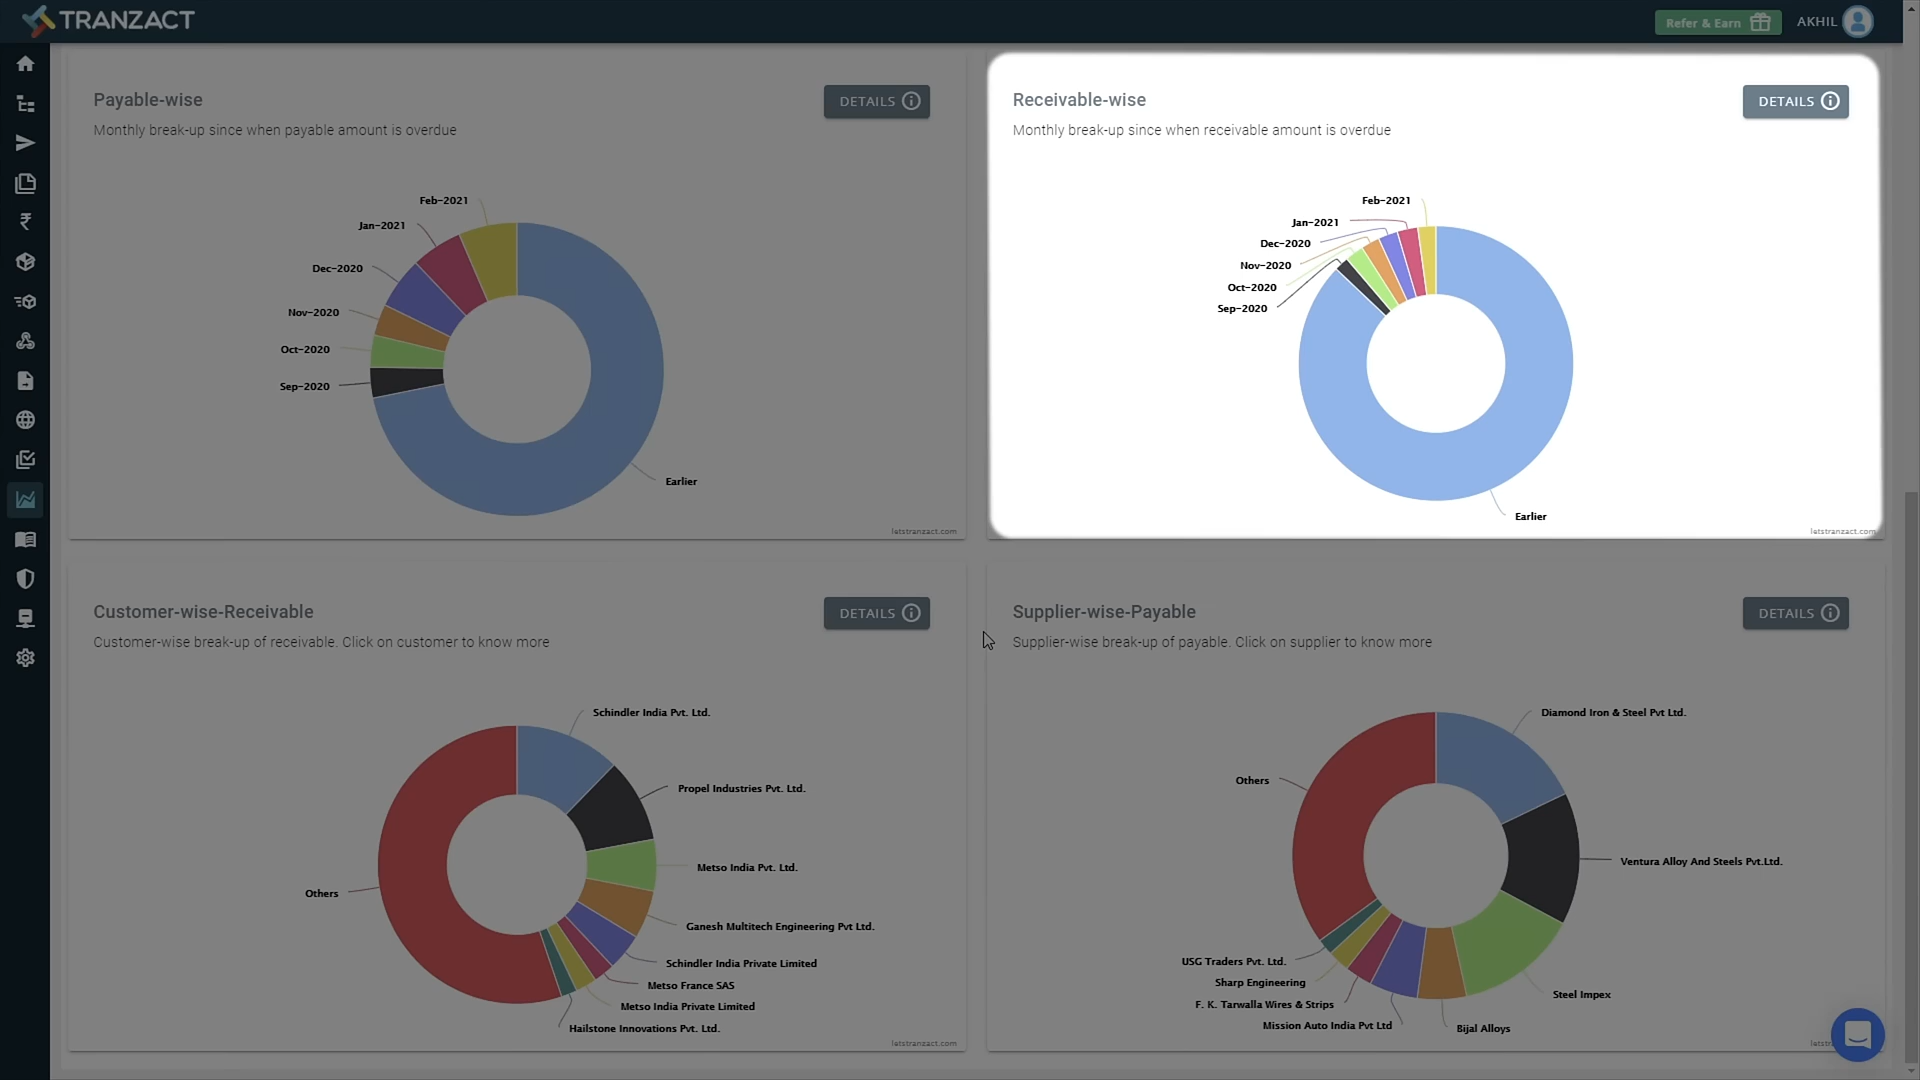 TRANZACT
Refer & Earn
AKHIL
Payable-wise
DETAILS
Monthly break-up since when payable amount is overdue
Feb-2021
Jan-2021
Dec-2020
Nov-2020
Oct-2020
Sep-2020
Earlier
letstranzact.com
Receivable-wise
DETAILS
Monthly break-up since when receivable amount is overdue
Feb-2021
Jan-2021
Dec-2020
Nov-2020
Oct-2020
Sep-2020
Earlier
letstranzact.com
Customer-wise-Receivable
DETAILS
Customer-wise break-up of receivable. Click on customer to know more
Schindler India Pvt. Ltd.
Propel Industries Pvt. Ltd.
Metso India Pvt. Ltd.
Others
Ganesh Multitech Engineering Pvt Ltd.
Schindler India Private Limited
Metso France SAS
Metso India Private Limited
Hailstone Innovations Pvt. Ltd.
letstranzact.com
Supplier-wise-Payable
DETAILS
Supplier-wise break-up of payable. Click on supplier to know more
Diamond Iron & Steel Pvt Ltd.
Others
Ventura Alloy And Steels Pvt.Ltd.
USG Traders Pvt. Ltd.
Sharp Engineering
Steel Impex
F. K. Tarwalla Wires & Strips
Mission Auto India Pvt Ltd
Bijal Alloys